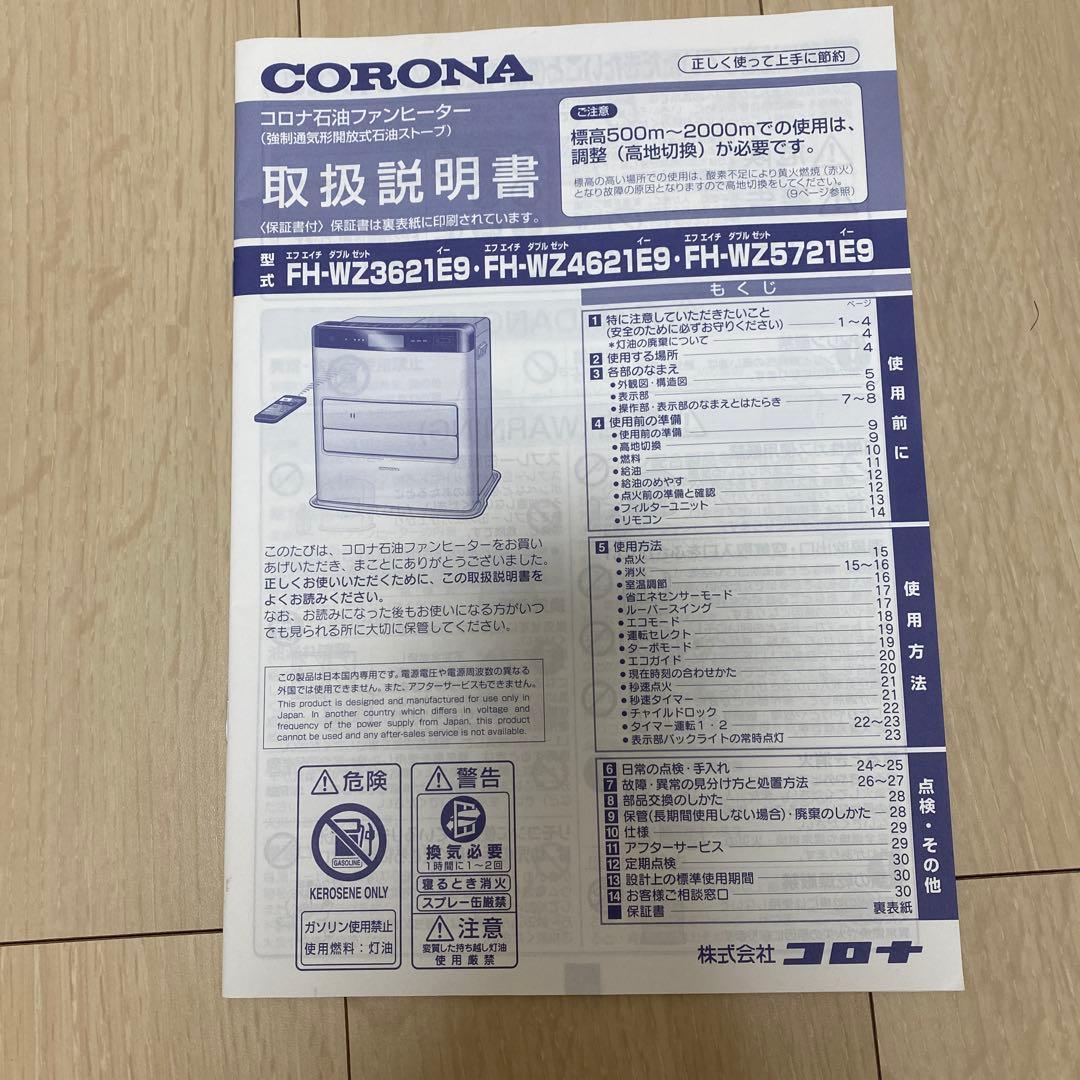 CORONA
正しく使って上手に節約
コロナ石油ファンヒーター
(強制通気形開放式石油ストーブ)
取扱説明書
〈保証書付〉保証書は裏表紙に印刷されています。
ご注意
標高500m～2000mでの使用は、
調整（高地切換）が必要です。
標高の高い場所での使用は、酸素不足により黄火燃焼（赤火）
となり故障の原因となりますので高地切換をしてください。
（9ページ参照）
型式
エフ エイチ ダブル ゼット イー エフ エイチ ダブル ゼット イー エフ エイチ ダブル ゼット イー
FH-WZ3621E9・FH-WZ4621E9・FH-WZ5721E9
もくじ
ページ
使用前に
1 特に注意していただきたいこと
(安全のために必ずお守りください) 1～4
＊灯油の廃棄について 4
2 使用する場所 4
3 各部のなまえ
●外観図・構造図 5
●表示部 6
●操作部・表示部のなまえとはたらき 7～8
4 使用前の準備
●使用前の準備 9
●高地切換 9
●燃料 10
●給油 11
●給油のめやす 12
●点火前の準備と確認 12
●フィルターユニット 13
●リモコン 14
使用方法
5 使用方法
●点火 15
●消火 15～16
●室温調節 16
●省エネセンサーモード 17
●ルーバースイング 17
●エコモード 18
●運転セレクト 19
●ターボモード 19
●エコガイド 20
●現在時刻の合わせかた 20
●秒速点火 21
●秒速タイマー 21
●チャイルドロック 22
●タイマー運転1・2 22～23
●表示部バックライトの常時点灯 23
点検・その他
6 日常の点検・手入れ 24～25
7 故障・異常の見分け方と処置方法 26～27
8 部品交換のしかた 28
9 保管(長期間使用しない場合)・廃棄のしかた 28
10 仕様 29
11 アフターサービス 29
12 定期点検 30
13 設計上の標準使用期間 30
14 お客様ご相談窓口 30
■ 保証書 裏表紙
このたびは、コロナ石油ファンヒーターをお買い
あげいただき、まことにありがとうございました。
正しくお使いいただくために、この取扱説明書を
よくお読みください。
なお、お読みになった後もお使いになる方がいつ
でも見られる所に大切に保管してください。
この製品は日本国内専用です。電源電圧や電源周波数の異なる
外国では使用できません。また、アフターサービスもできません。
This product is designed and manufactured for use only in
Japan. In another country which differs in voltage and
frequency of the power supply from Japan, this product
cannot be used and any after-sales service is not available.
危険
GASOLINE
KEROSENE ONLY
ガソリン使用禁止
使用燃料：灯油
警告
換気必要
1時間に1～2回
寝るとき消火
スプレー缶厳禁
注意
変質した持ち越し灯油
使用厳禁
株式会社 コロナ